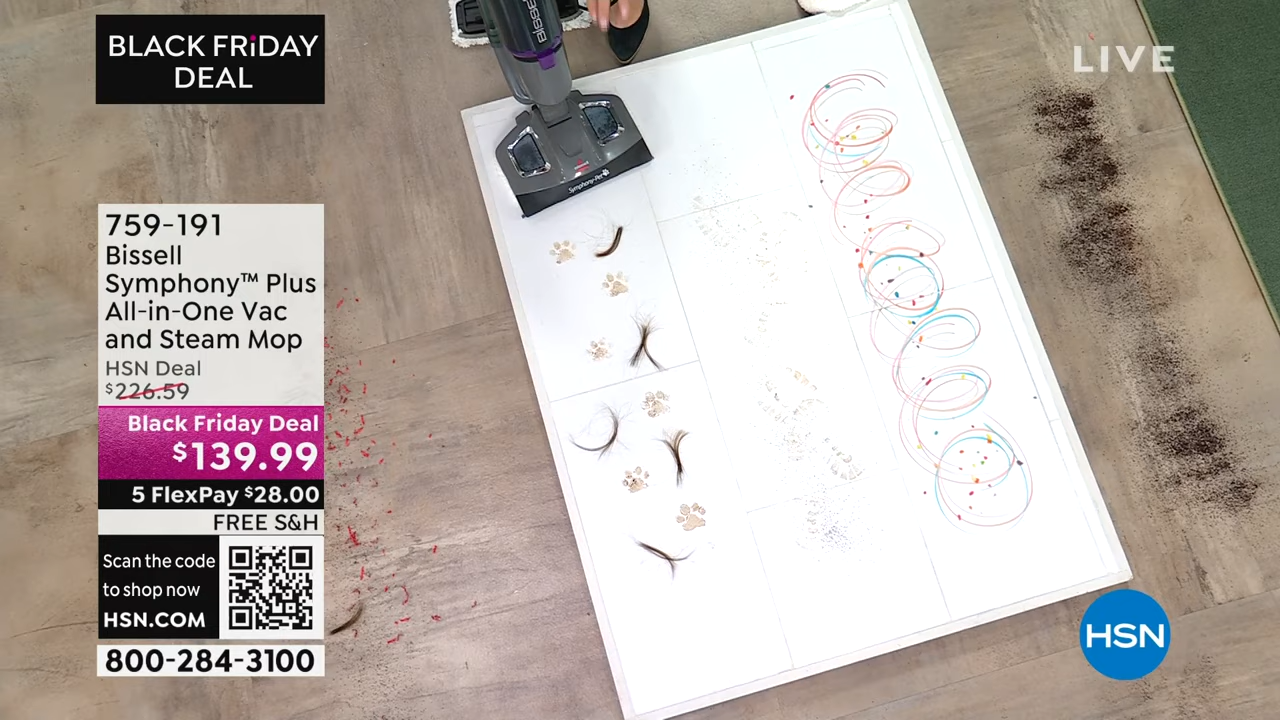 BLACK FRiDAY
DEAL
LIVE
BISSELL
Symphony Pet
759-191
Bissell
Symphony™ Plus
All-in-One Vac
and Steam Mop
HSN Deal
$226.59
Black Friday Deal
$139.99
5 FlexPay $28.00
FREE S&H
Scan the code
to shop now
HSN.COM
800-284-3100
HSN